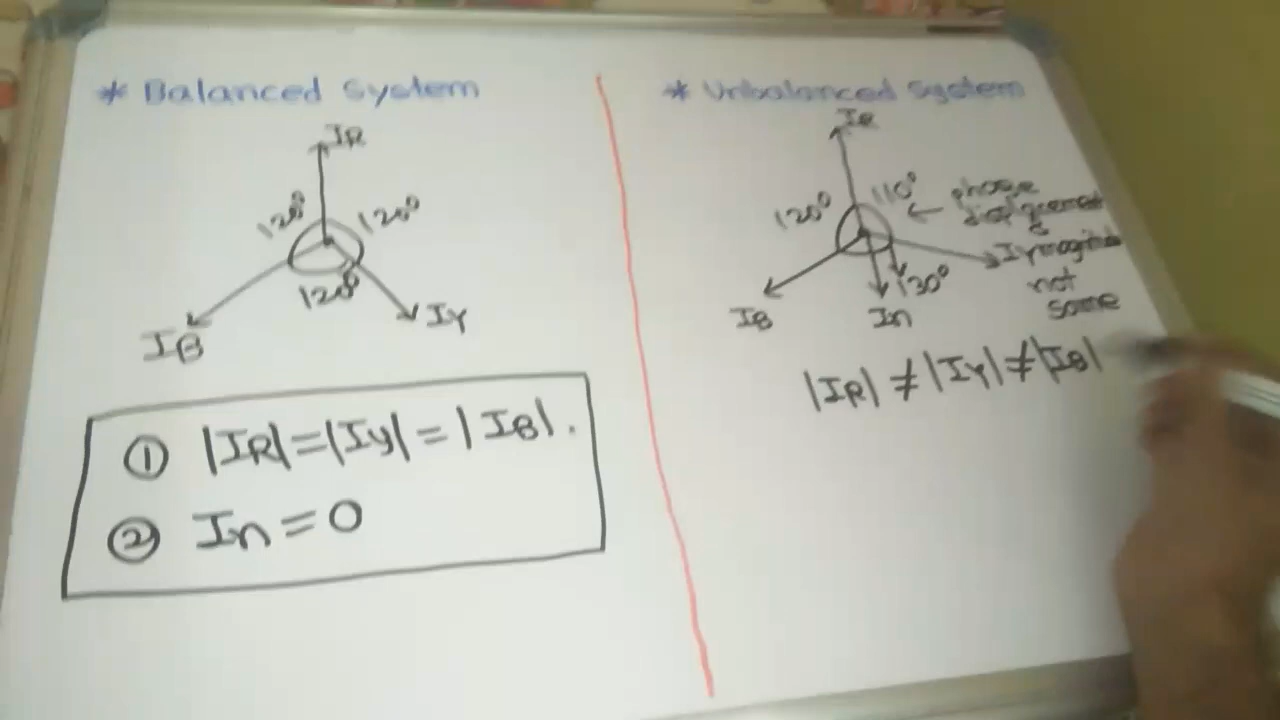 * Balanced System
IR
120°
120°
120°
IB
IY
① |IR|=|IY|=|IB|.
② In=0
* Unbalanced System
IR
120°
110° ← phase
displacement
&
IY magnitude
not
same
130°
IB
In
|IR| ≠ |IY| ≠ |IB|